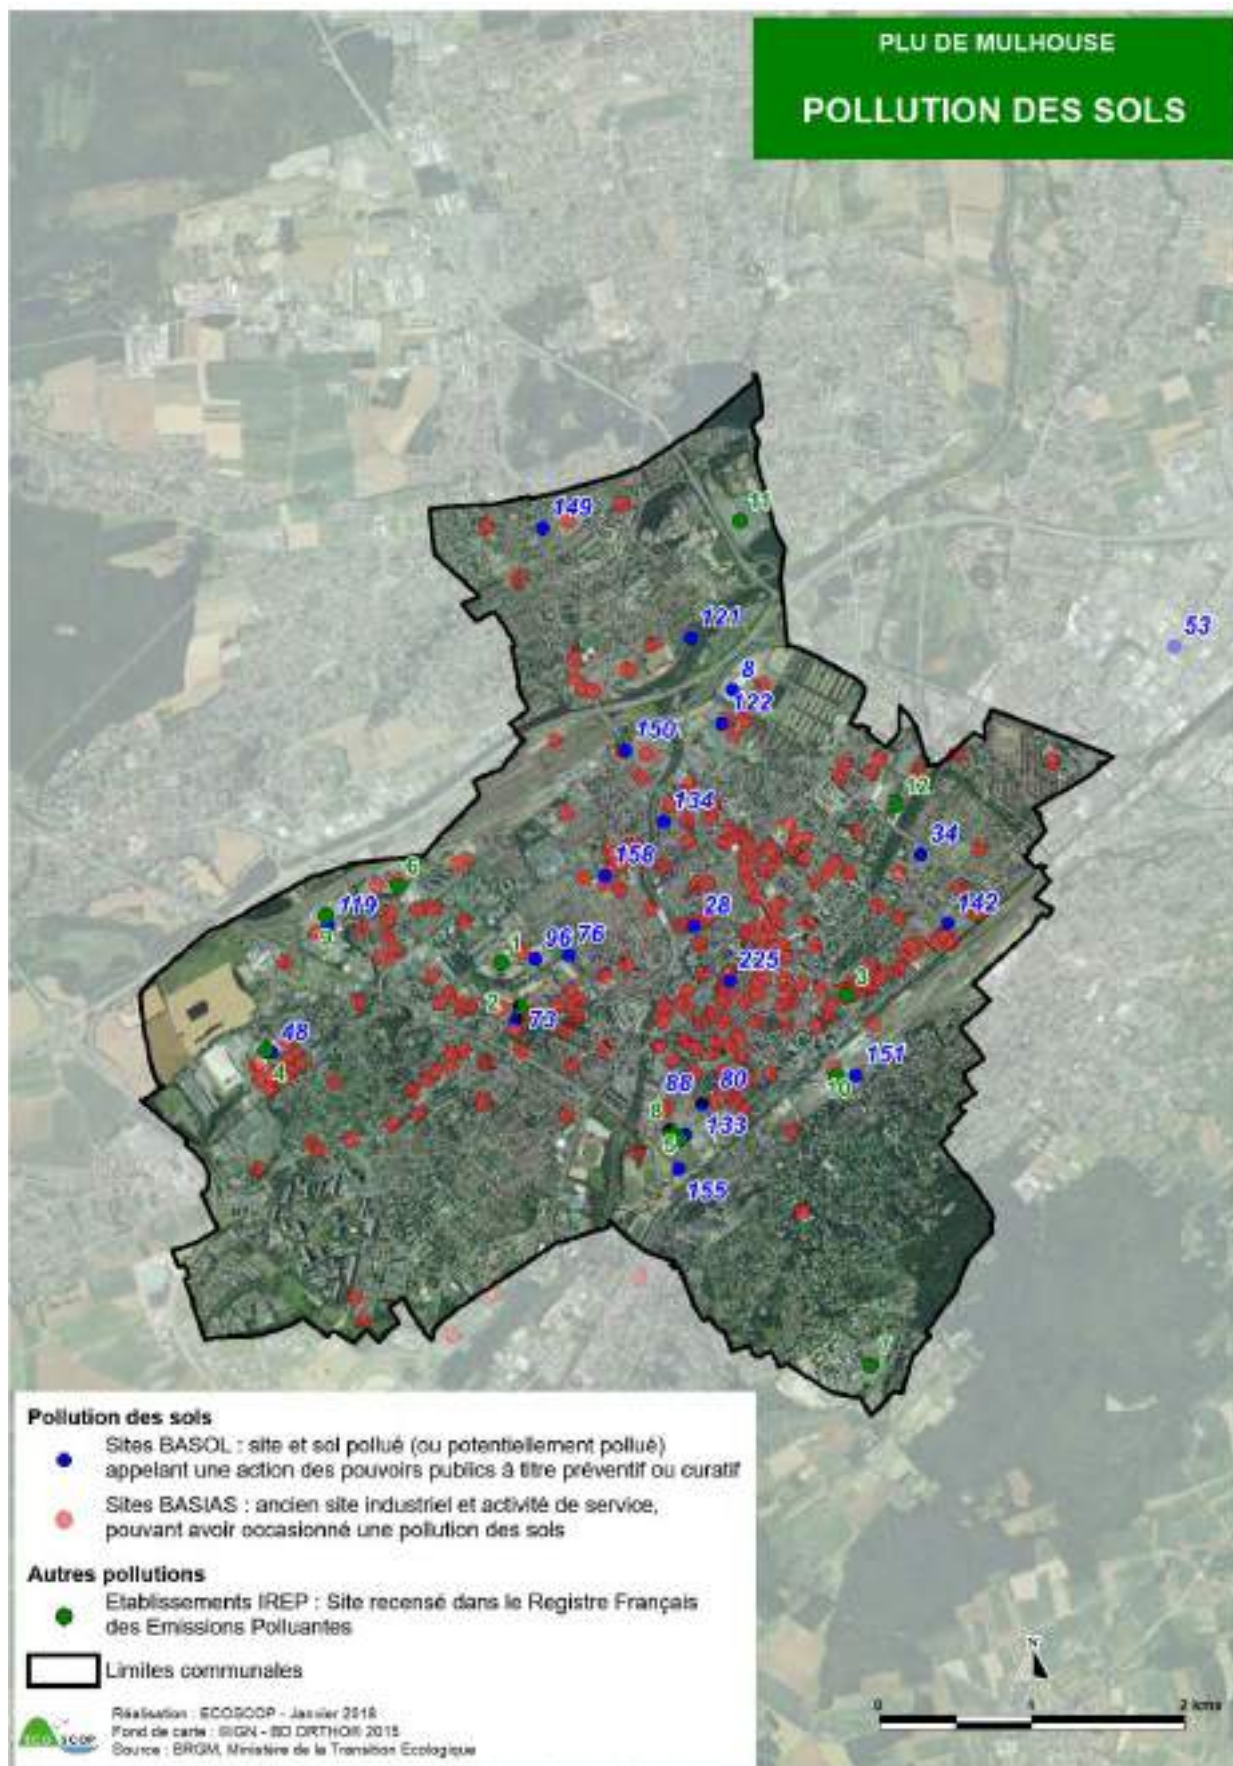 PLU DE MULHOUSE
POLLUTION DES SOLS
149
11
121
53
8
122
150
134
12
158
34
6
119
28
142
1
96
76
225
3
2
73
48
4
151
10
88
80
8
133
155
7
Pollution des sols
Sites BASOL : site et sol pollué (ou potentiellement pollué)
appelant une action des pouvoirs publics à titre préventif ou curatif
Sites BASIAS : ancien site industriel et activité de service,
pouvant avoir occasionné une pollution des sols
Autres pollutions
Etablissements IREP : Site recensé dans le Registre Français
des Emissions Polluantes
Limites communales
N
0 1 2 kms
ECOSCOP
Réalisation : ECOSCOP - Janvier 2018
Fond de carte : ©IGN - BD ORTHO® 2015
Source : BRGM, Ministère de la Transition Ecologique